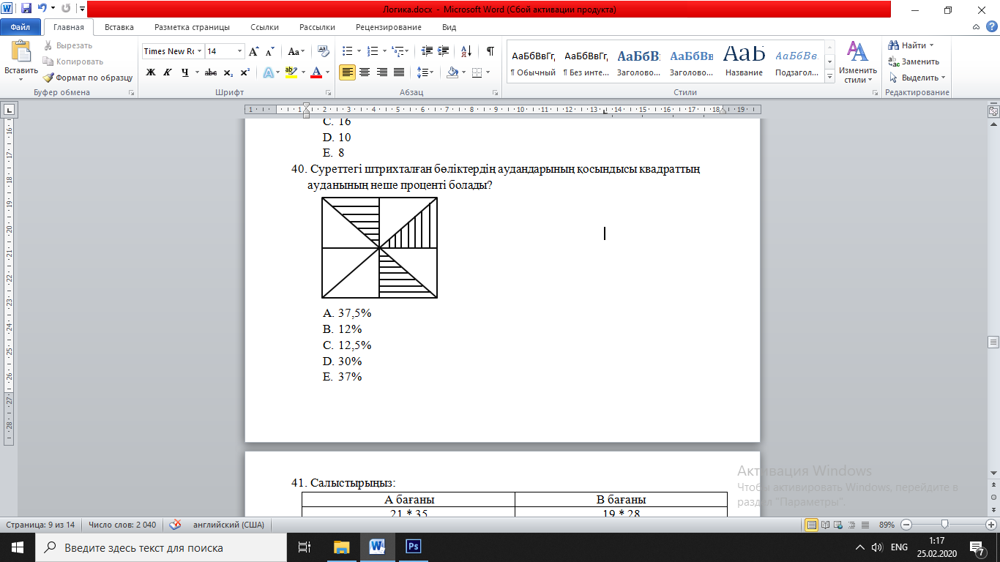 Логика.docx - Microsoft Word (Сбой активации продукта)
Файл Главная Вставка Разметка страницы Ссылки Рассылки Рецензирование Вид
Вставить
Вырезать
Копировать
Формат по образцу
Буфер обмена
Times New Rc 14
Ж К Ч abc x₂ x²
Шрифт
Абзац
АаБбВвГг, АаБбВвГг, АаБбВ АаБбВв АаБ АаБбВв.
¶ Обычный ¶ Без инте... Заголово... Заголово... Название Подзагол...
Стили
Изменить
стили
Найти
Заменить
Выделить
Редактирование
C. 16
D. 10
E. 8
40. Суреттегі штрихталған бөліктердің аудандарының қосындысы квадраттың
ауданының неше проценті болады?
A. 37,5%
B. 12%
C. 12,5%
D. 30%
E. 37%
41. Салыстырыңыз:
А бағаны В бағаны
21 * 35 19 * 28
Активация Windows
Чтобы активировать Windows, перейдите в
раздел "Параметры".
Страница: 9 из 14 Число слов: 2 040 английский (США) 89%
Введите здесь текст для поиска
ENG
1:17
25.02.2020
7